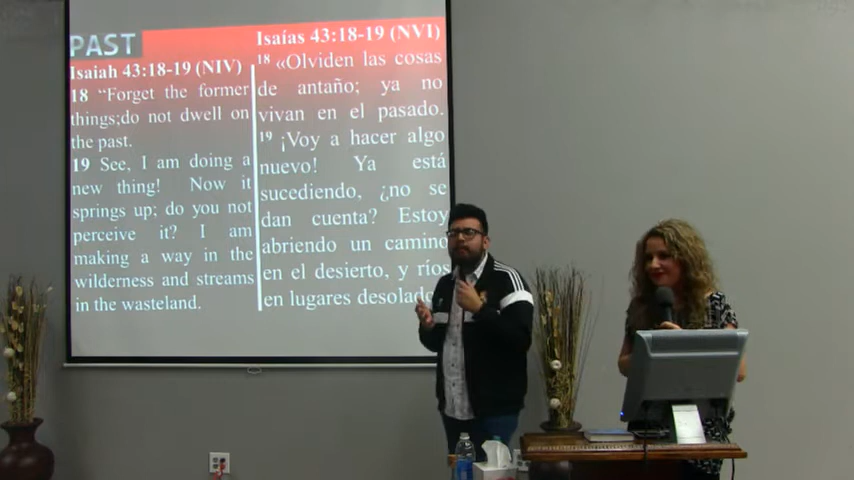 PAST
Isaiah 43:18-19 (NIV)
18 “Forget the former
things;do not dwell on
the past.
19 See, I am doing a
new thing! Now it
springs up; do you not
perceive it? I am
making a way in the
wilderness and streams
in the wasteland.
Isaías 43:18-19 (NVI)
18 «Olviden las cosas
de antaño; ya no
vivan en el pasado.
19 ¡Voy a hacer algo
nuevo! Ya está
sucediendo, ¿no se
dan cuenta? Estoy
abriendo un camino
en el desierto, y ríos
en lugares desolad